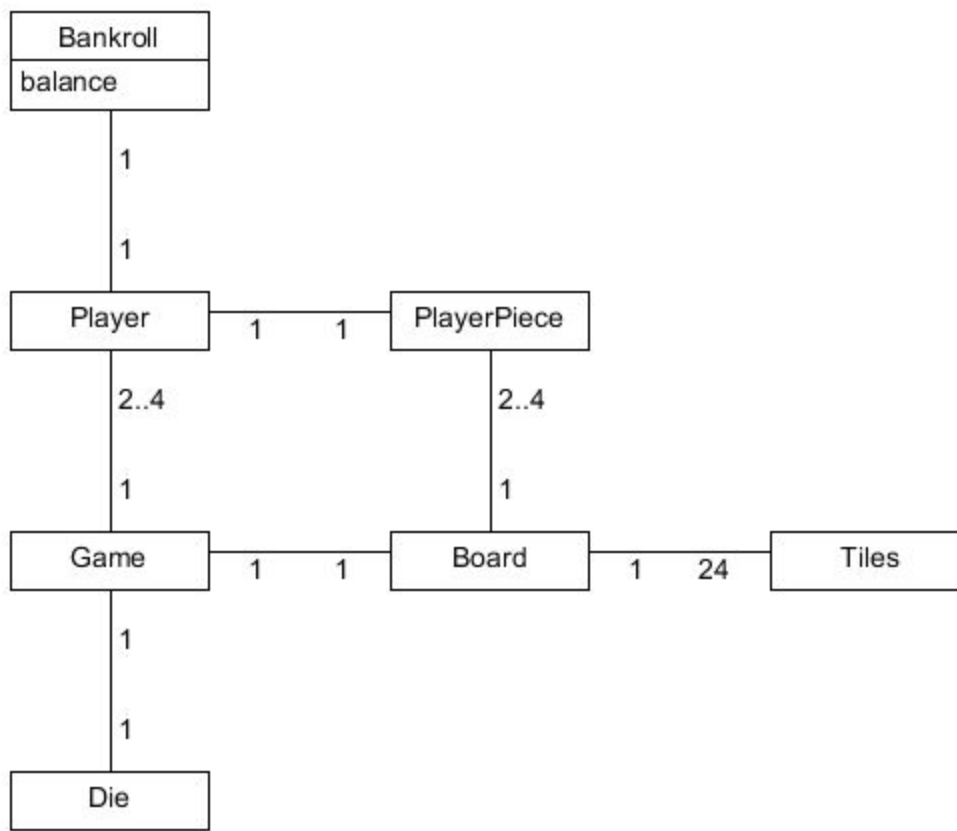 Bankroll
balance
1
1
Player
1 1
PlayerPiece
2..4
2..4
1
1
Game
1 1
Board
1 24
Tiles
1
1
Die